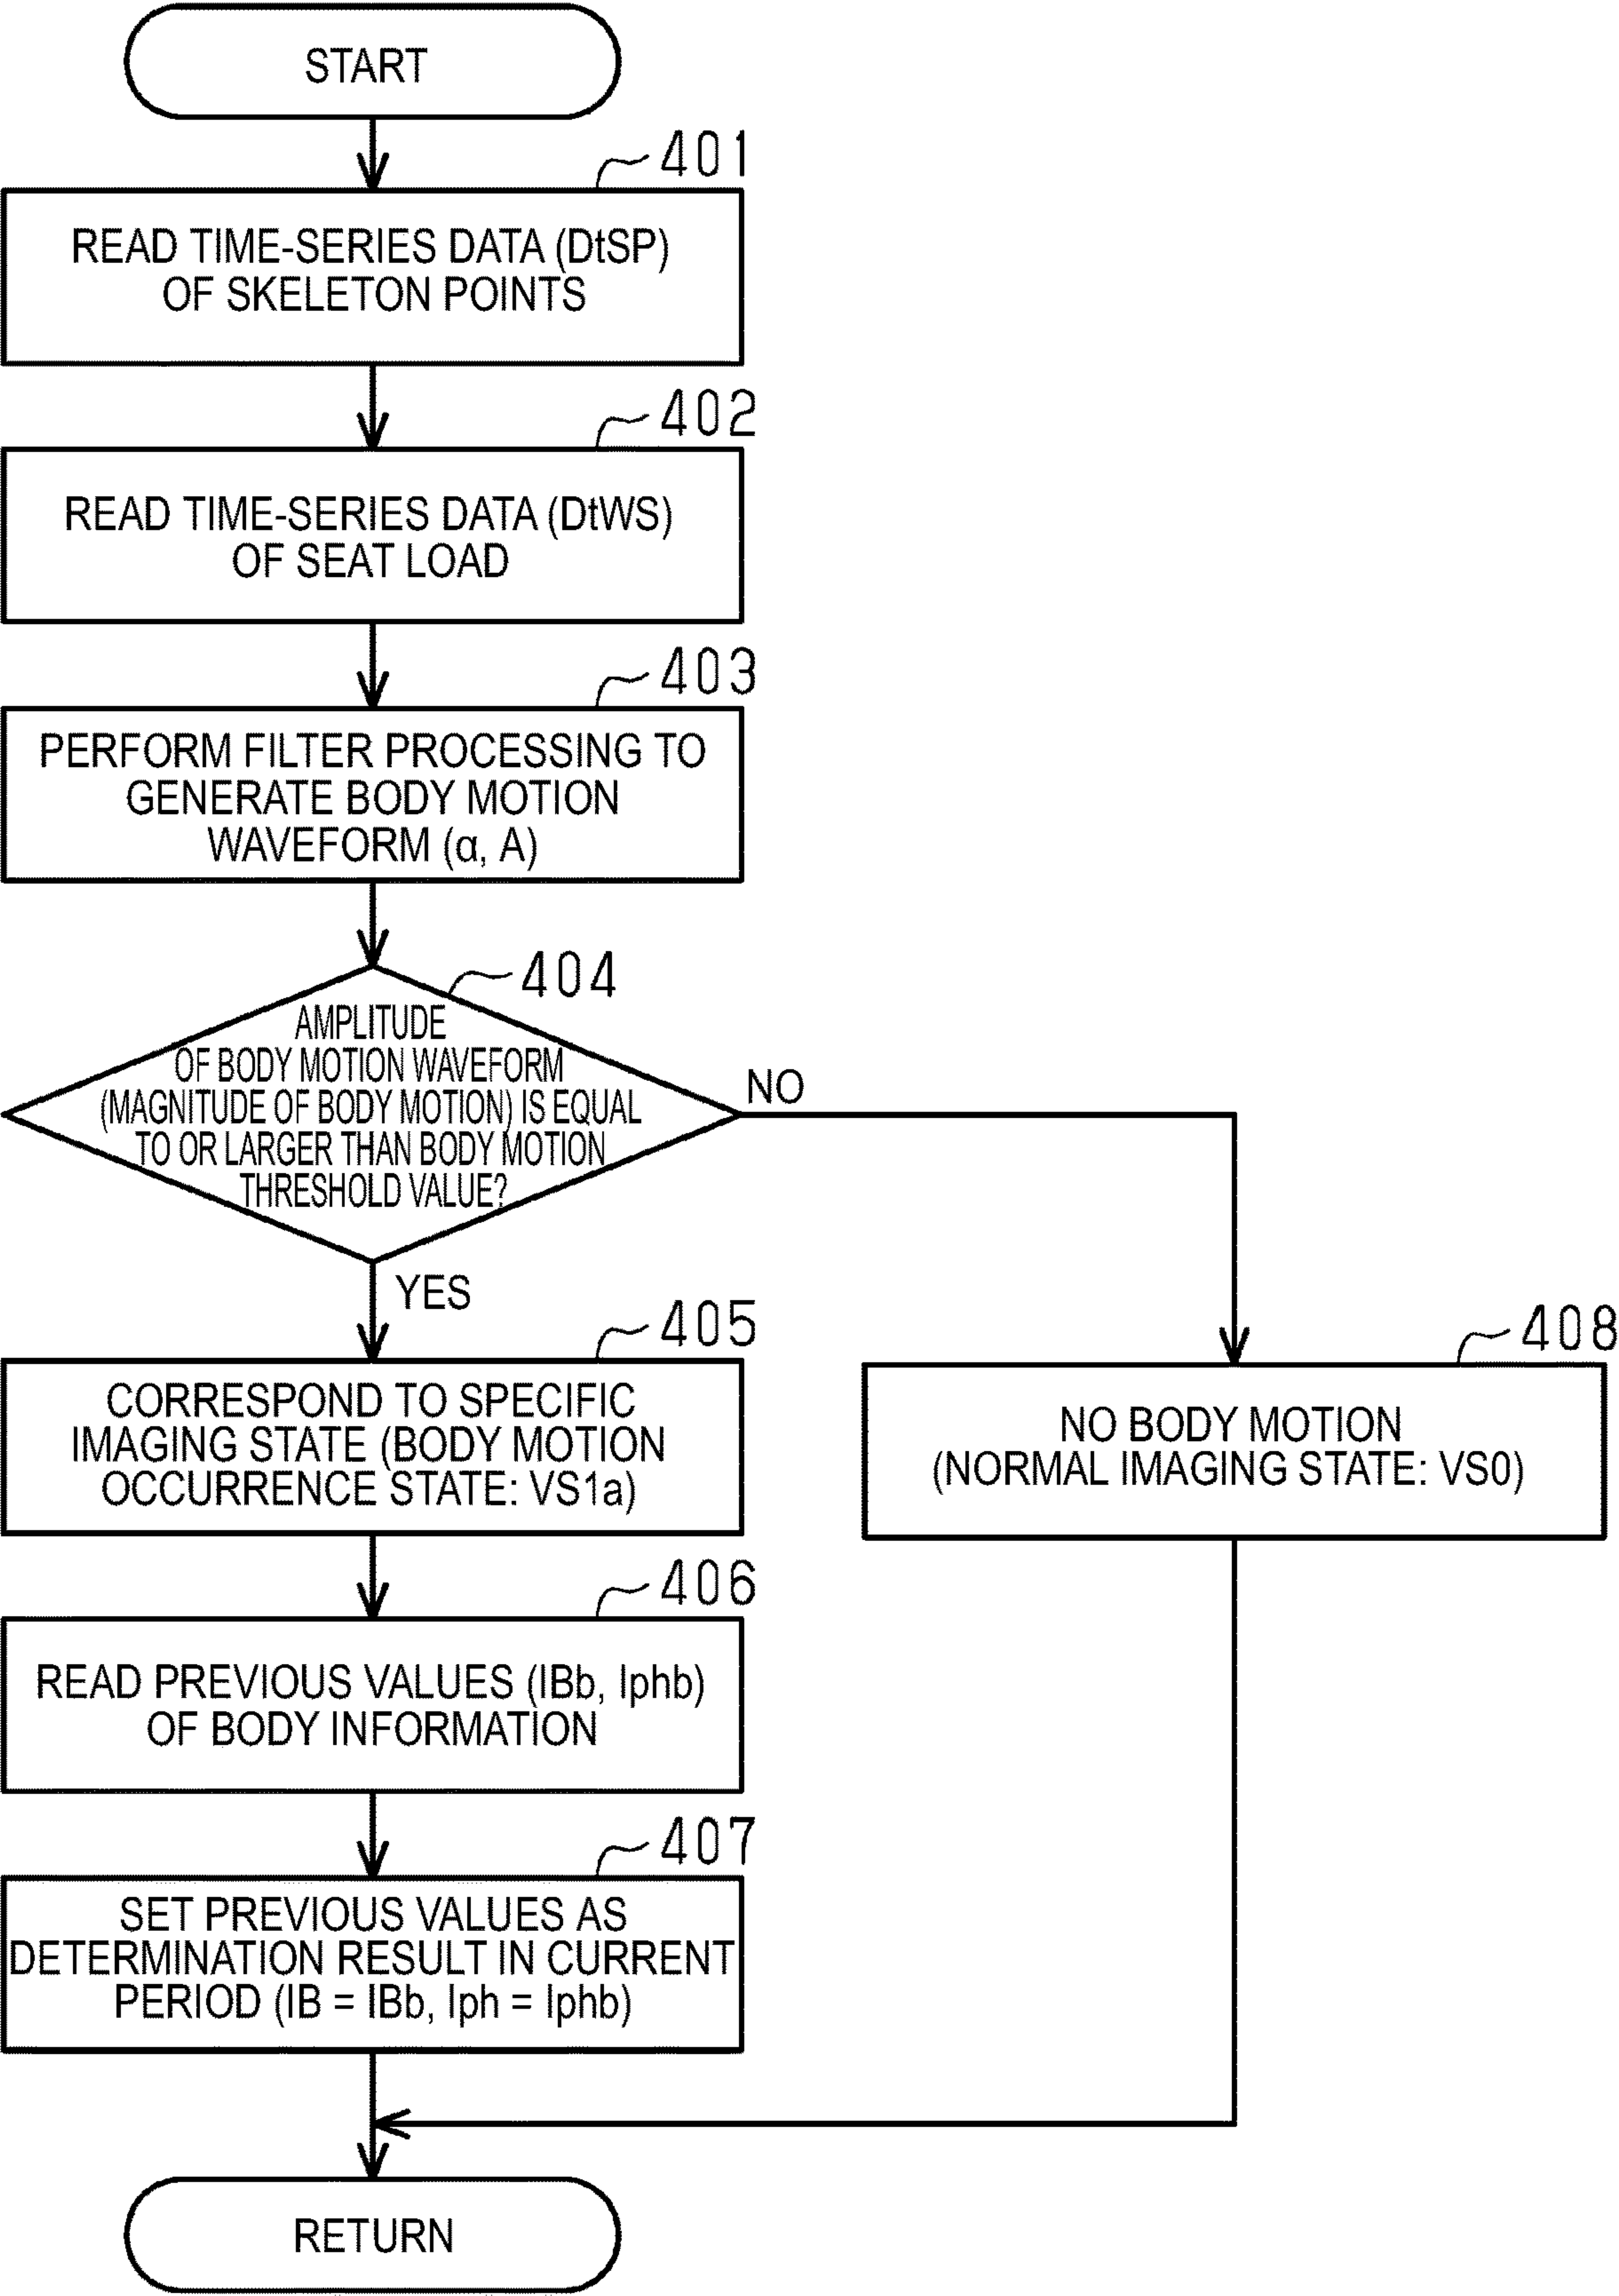 START
401
READ TIME-SERIES DATA (DtSP)
OF SKELETON POINTS
402
READ TIME-SERIES DATA (DtWS)
OF SEAT LOAD
403
PERFORM FILTER PROCESSING TO
GENERATE BODY MOTION
WAVEFORM (α, A)
404
AMPLITUDE
OF BODY MOTION WAVEFORM
(MAGNITUDE OF BODY MOTION) IS EQUAL
TO OR LARGER THAN BODY MOTION
THRESHOLD VALUE?
NO
YES
405
CORRESPOND TO SPECIFIC
IMAGING STATE (BODY MOTION
OCCURRENCE STATE: VS1a)
408
NO BODY MOTION
(NORMAL IMAGING STATE: VS0)
406
READ PREVIOUS VALUES (IBb, Iphb)
OF BODY INFORMATION
407
SET PREVIOUS VALUES AS
DETERMINATION RESULT IN CURRENT
PERIOD (IB = IBb, Iph = Iphb)
RETURN